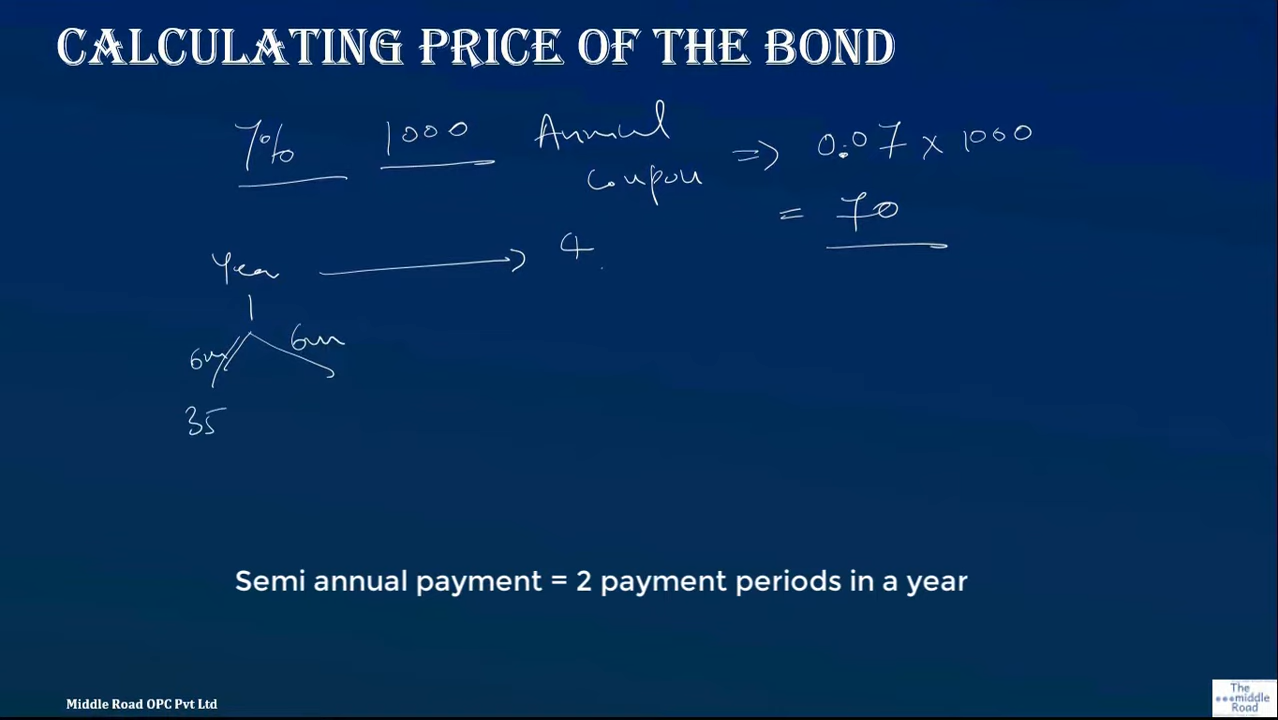 CALCULATING PRICE OF THE BOND
7% 1000 Annual coupon => 0.07 x 1000
= 70
Year → 4
1
6m 6m
35
Semi annual payment = 2 payment periods in a year
Middle Road OPC Pvt Ltd
The
middle
Road